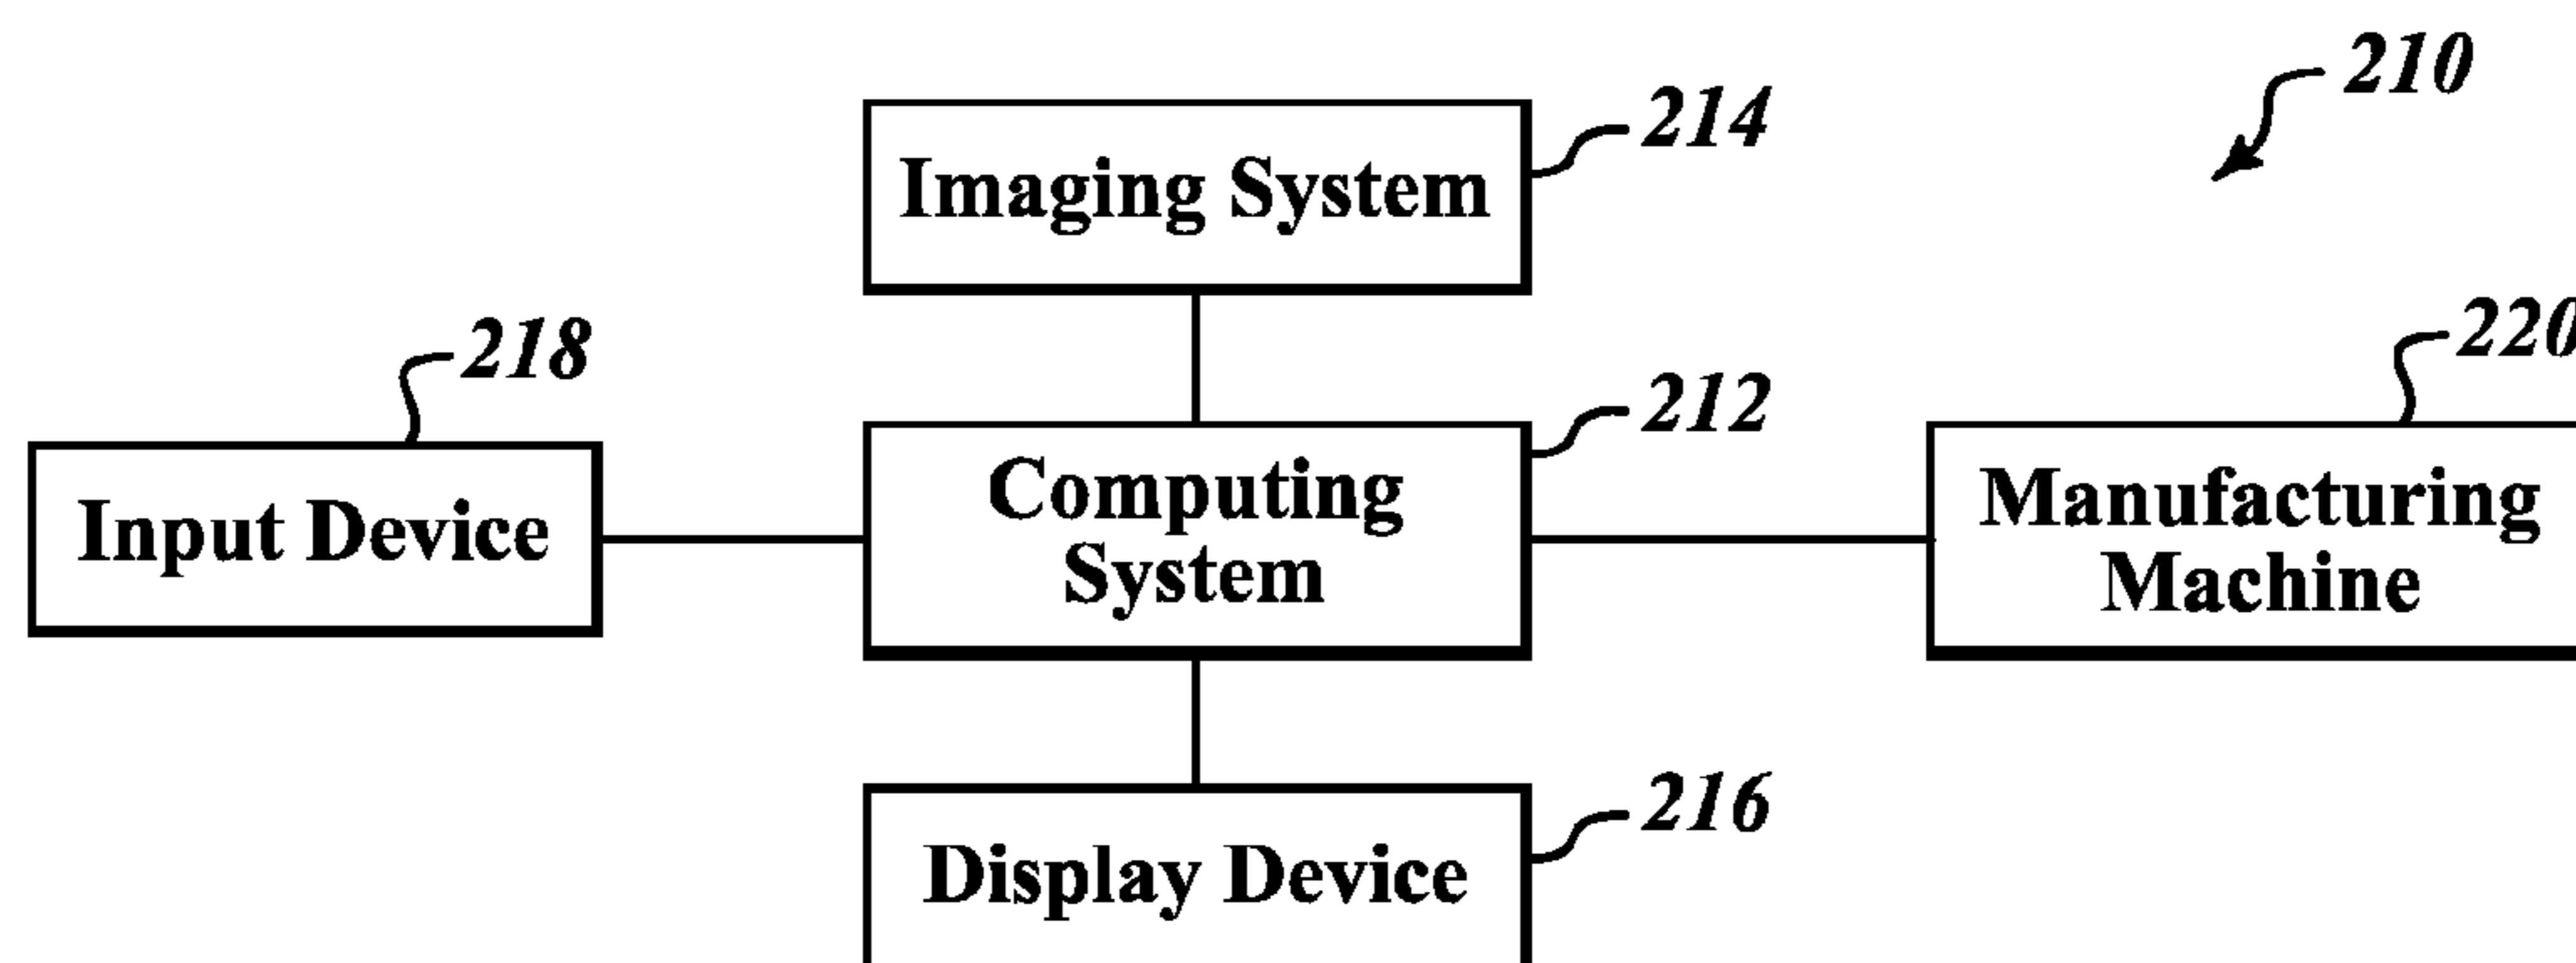 210
214
Imaging System
218
220
212
Input Device
Computing
System
Manufacturing
Machine
216
Display Device